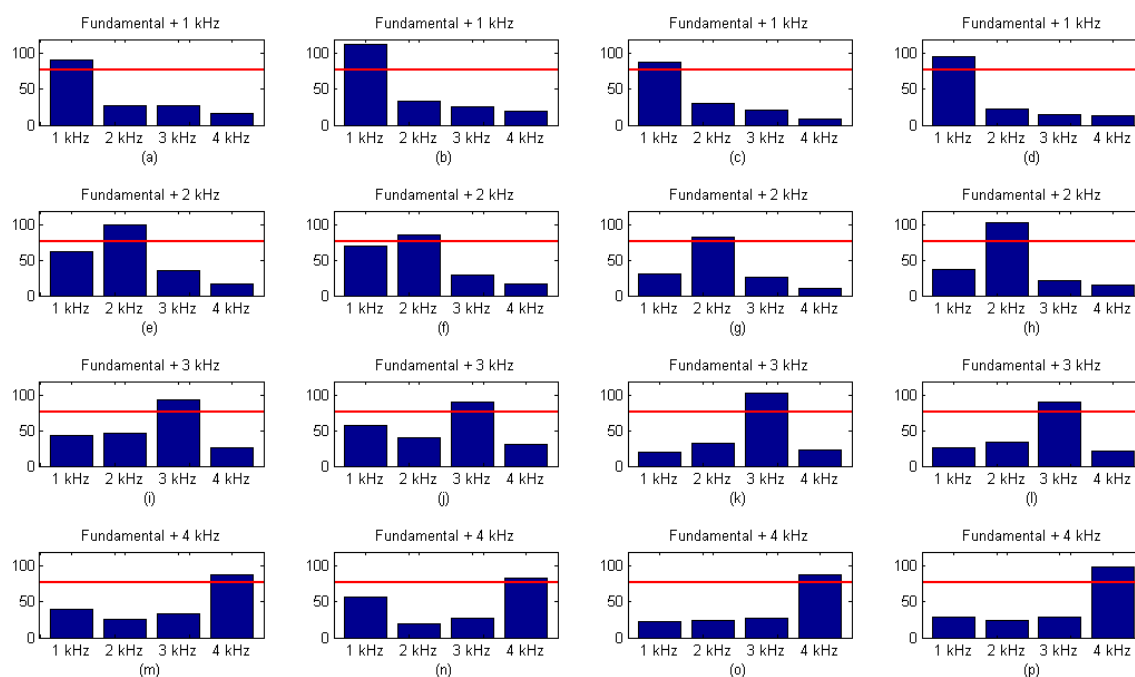 Fundamental + 1 kHz Fundamental + 1 kHz Fundamental + 1 kHz Fundamental + 1 kHz
100 100 100 100
50 50 50 50
0 0 0 0
1 kHz 2 kHz 3 kHz 4 kHz 1 kHz 2 kHz 3 kHz 4 kHz 1 kHz 2 kHz 3 kHz 4 kHz 1 kHz 2 kHz 3 kHz 4 kHz
(a) (b) (c) (d)
Fundamental + 2 kHz Fundamental + 2 kHz Fundamental + 2 kHz Fundamental + 2 kHz
100 100 100 100
50 50 50 50
0 0 0 0
1 kHz 2 kHz 3 kHz 4 kHz 1 kHz 2 kHz 3 kHz 4 kHz 1 kHz 2 kHz 3 kHz 4 kHz 1 kHz 2 kHz 3 kHz 4 kHz
(e) (f) (g) (h)
Fundamental + 3 kHz Fundamental + 3 kHz Fundamental + 3 kHz Fundamental + 3 kHz
100 100 100 100
50 50 50 50
0 0 0 0
1 kHz 2 kHz 3 kHz 4 kHz 1 kHz 2 kHz 3 kHz 4 kHz 1 kHz 2 kHz 3 kHz 4 kHz 1 kHz 2 kHz 3 kHz 4 kHz
(i) (j) (k) (l)
Fundamental + 4 kHz Fundamental + 4 kHz Fundamental + 4 kHz Fundamental + 4 kHz
100 100 100 100
50 50 50 50
0 0 0 0
1 kHz 2 kHz 3 kHz 4 kHz 1 kHz 2 kHz 3 kHz 4 kHz 1 kHz 2 kHz 3 kHz 4 kHz 1 kHz 2 kHz 3 kHz 4 kHz
(m) (n) (o) (p)